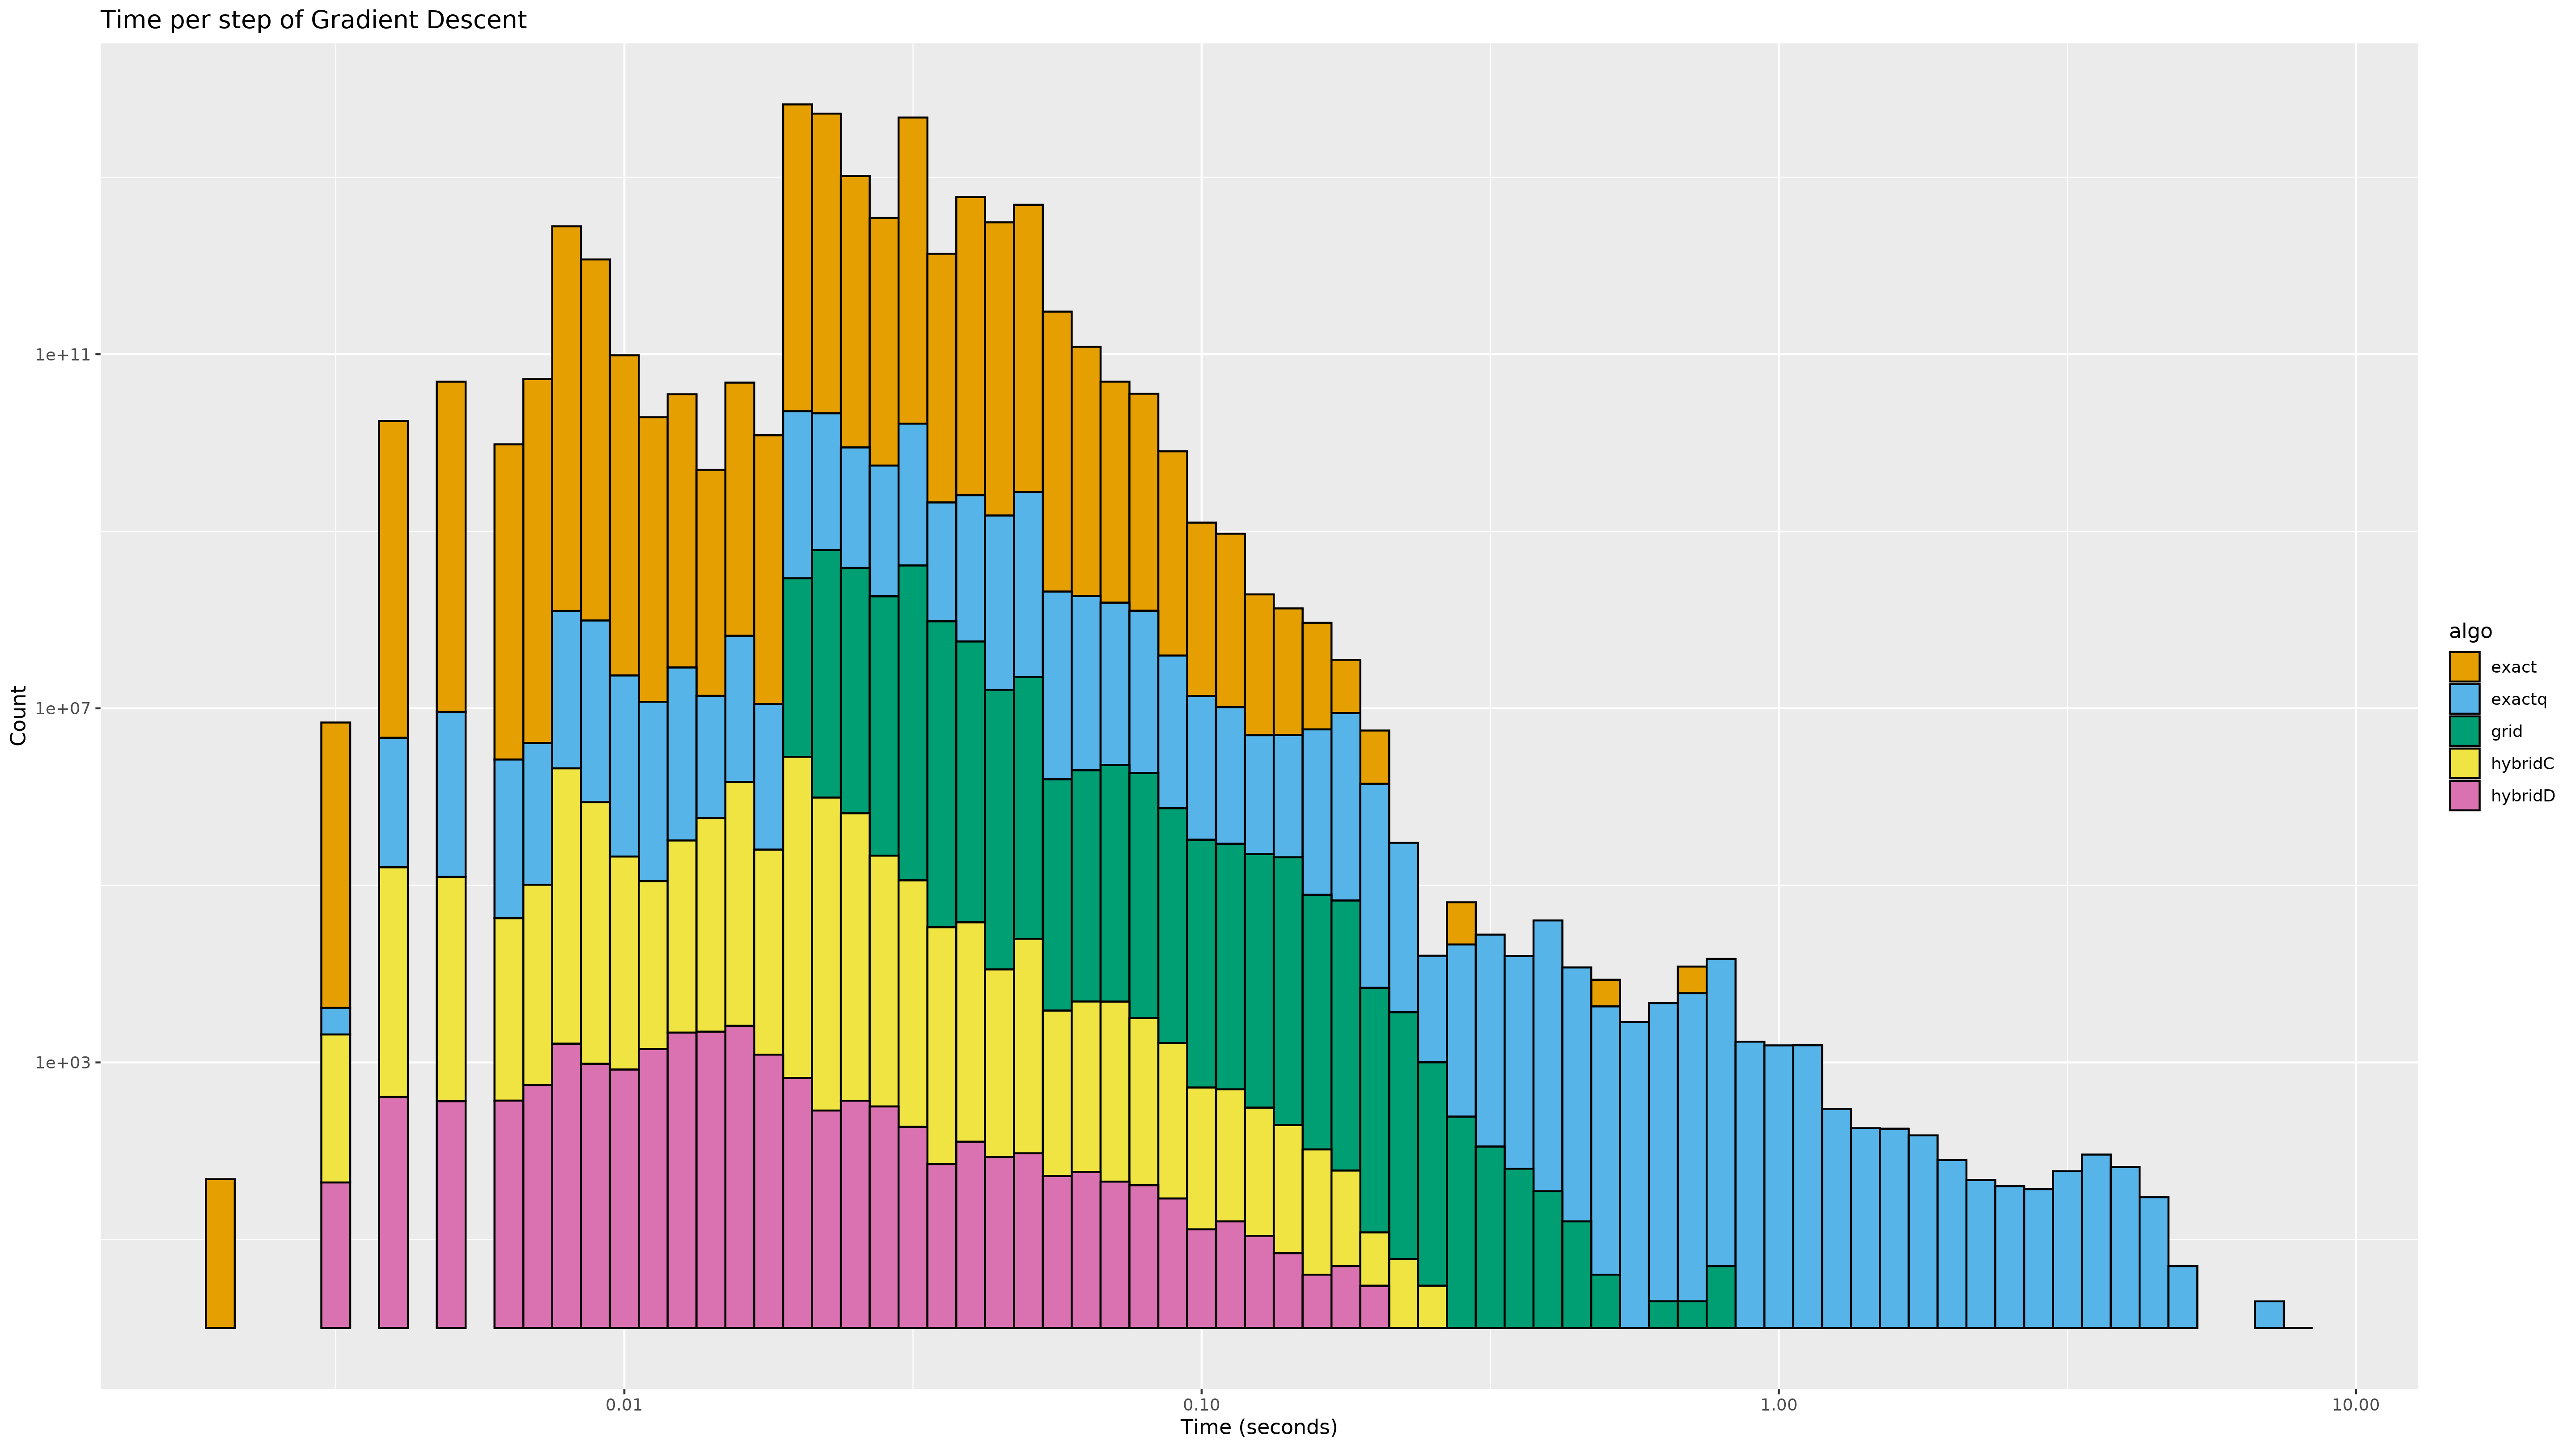 Time per step of Gradient Descent
Count
1e+11
1e+07
1e+03
0.01
0.10
1.00
10.00
Time (seconds)
algo
exact
exactq
grid
hybridC
hybridD